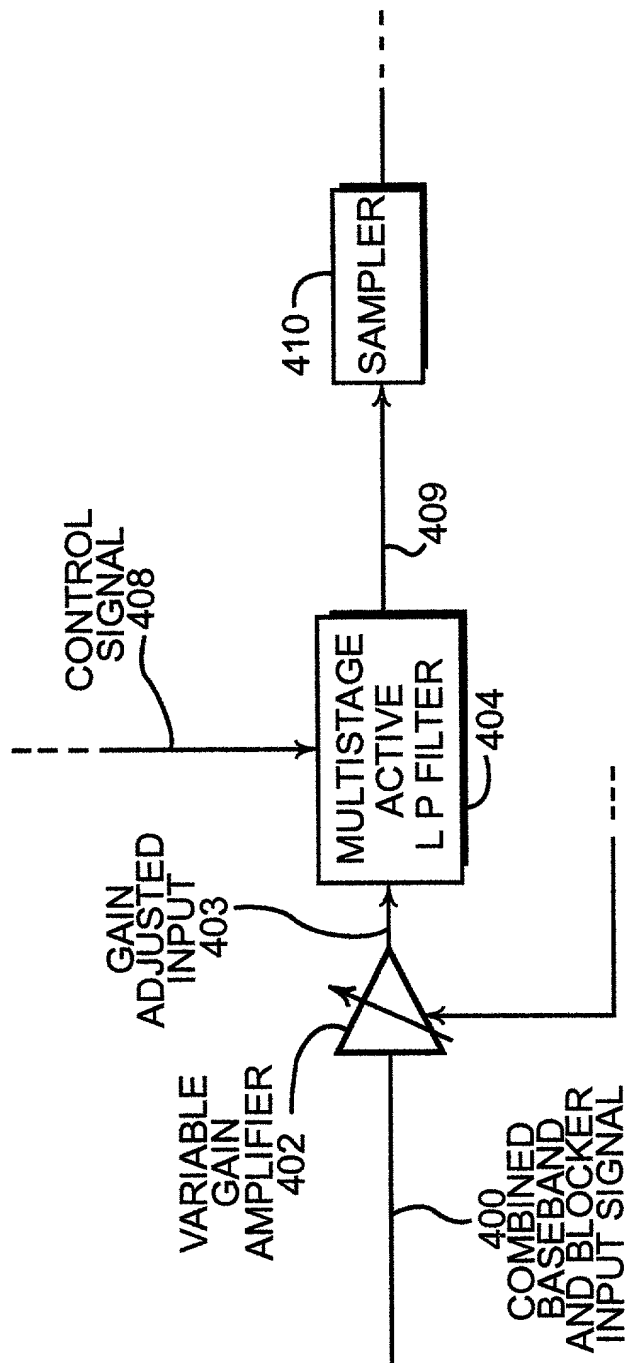 400
COMBINED
BASEBAND
AND BLOCKER
INPUT SIGNAL
VARIABLE
GAIN
AMPLIFIER
402
GAIN
ADJUSTED
INPUT
403
MULTISTAGE
ACTIVE
LP FILTER
404
CONTROL
SIGNAL
408
409
410
SAMPLER